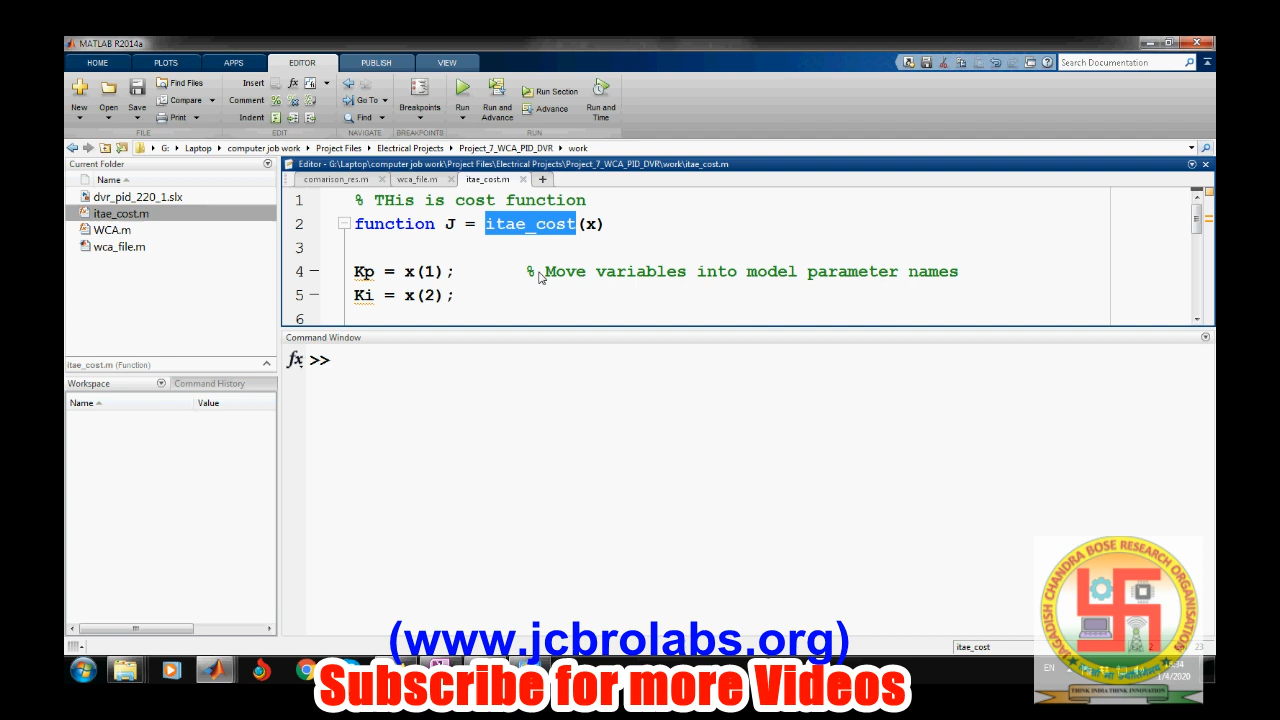 MATLAB R2014a
HOME PLOTS APPS EDITOR PUBLISH VIEW
Search Documentation
New Open Save Find Files Compare Print
Insert Comment Indent
Go To Find
Breakpoints
Run Run and Advance Run Section Advance Run and Time
FILE EDIT NAVIGATE BREAKPOINTS RUN
G: Laptop computer job work Project Files Electrical Projects Project_7_WCA_PID_DVR work
Current Folder
Name
dvr_pid_220_1.slx
itae_cost.m
WCA.m
wca_file.m
itae_cost.m (Function)
Workspace Command History
Name Value
Editor - G:\Laptop\computer job work\Project Files\Electrical Projects\Project_7_WCA_PID_DVR\work\itae_cost.m
comarison_res.m wca_file.m itae_cost.m
1 % THis is cost function
2 function J = itae_cost(x)
3
4 Kp = x(1); % Move variables into model parameter names
5 Ki = x(2);
6
Command Window
fx >>
itae_cost
EN
1/4/2020
(www.jcbrolabs.org)
Subscribe for more Videos
JAGADISH CHANDRA BOSE RESEARCH ORGANISATION
THINK INDIA THINK INNOVATION